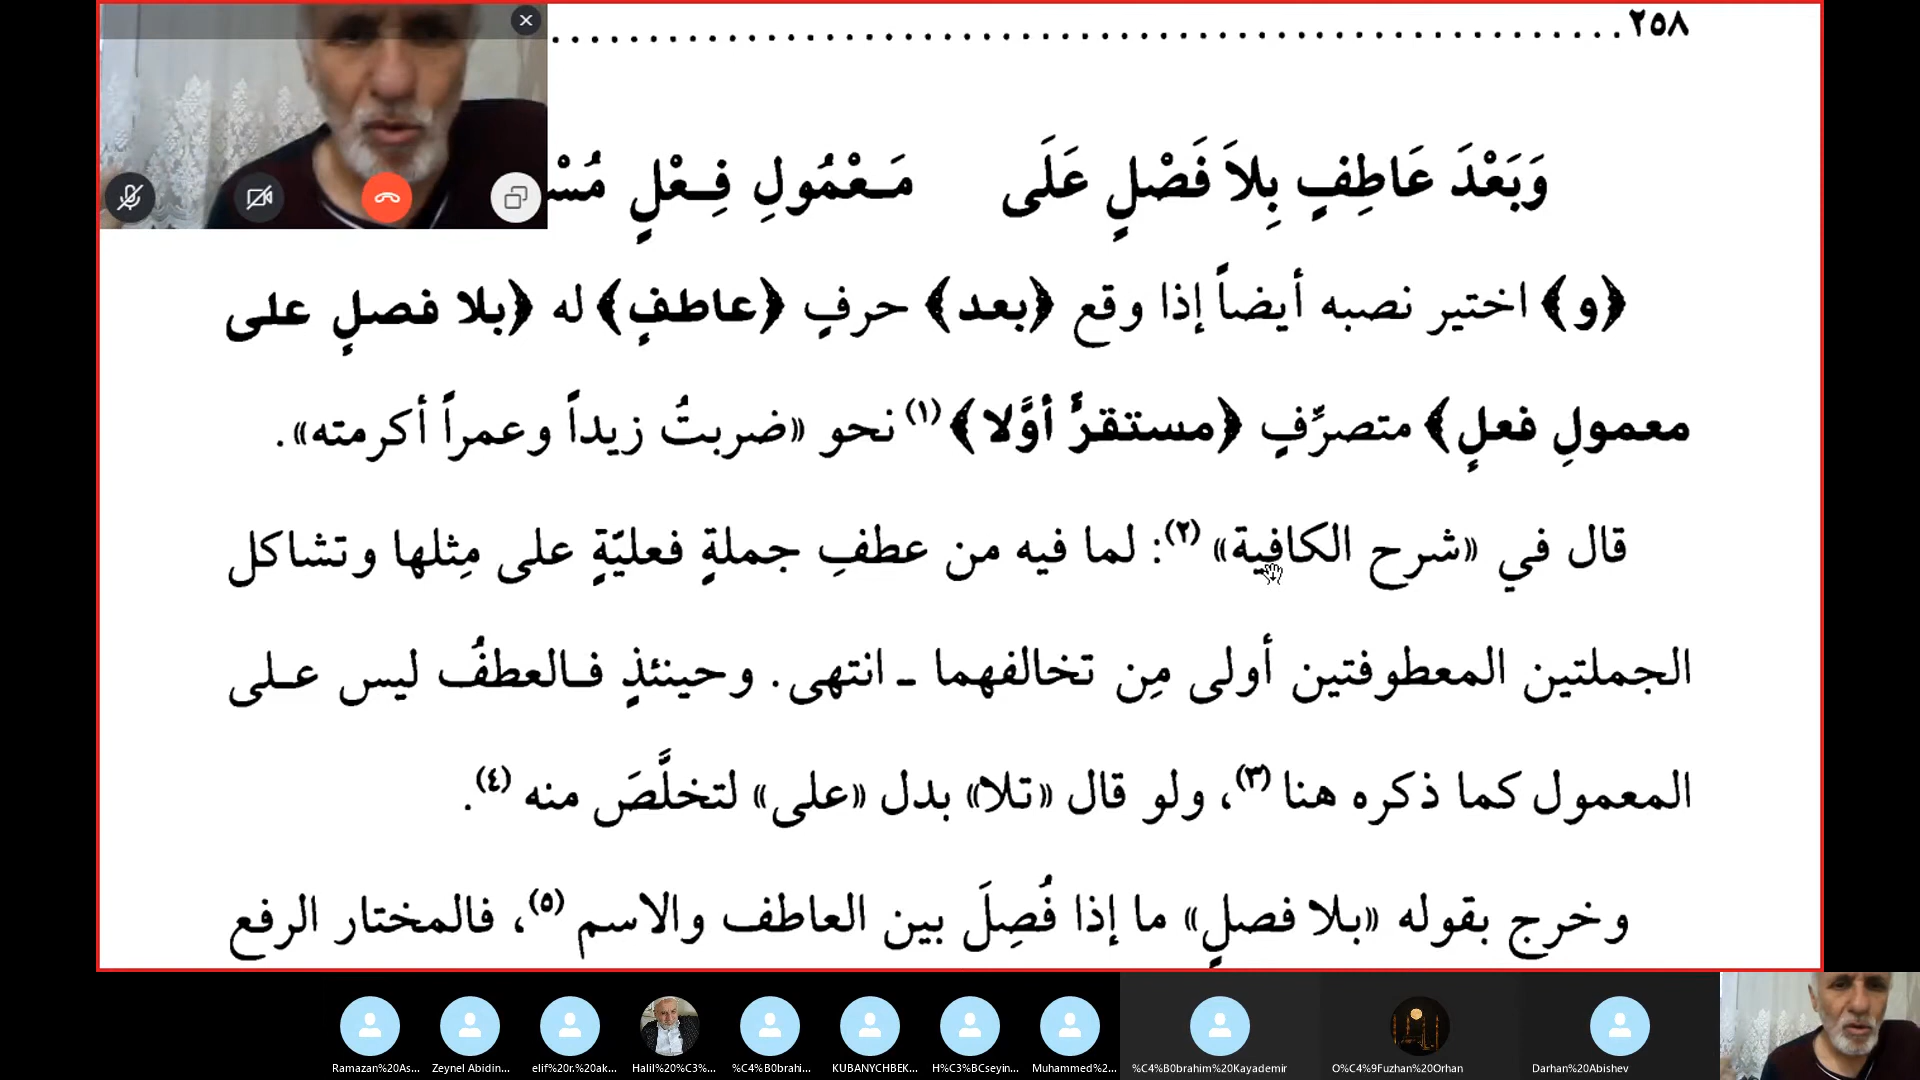 ٢٥٨
وَبَعْدَ عَاطِفٍ بِلاَ فَصْلٍ عَلَى مَـعْمُولِ فِـعْلٍ
﴿و﴾ اختير نصبه أيضاً إذا وقع ﴿بعد﴾ حرفٍ ﴿عاطفٍ﴾ له ﴿بلا فصلٍ على
معمولِ فعلٍ﴾ متصرِّفٍ ﴿مستقرٍّ أوَّلا﴾(١) نحو «ضربتُ زيداً وعمراً أكرمته».
قال في «شرح الكافية» (٢): لما فيه من عطفِ جملةٍ فعليّةٍ على مِثلها وتشاكل
الجملتين المعطوفتين أولى مِن تخالفهما ـ انتهى. وحينئذٍ فـالعطفُ ليس عـلى
المعمول كما ذكره هنا (٣)، ولو قال «تلا» بدل «على» لتخلَّصَ منه (٤).
وخرج بقوله «بلا فصلٍ» ما إذا فُصِلَ بين العاطف والاسم (٥)، فالمختار الرفع
Ramazan%20As...
Zeynel Abidin...
elif%20r.%20ak...
Halil%20%C3%...
%C4%B0brahi...
KUBANYCHBEK...
H%C3%BCseyin...
Muhammed%2...
%C4%B0brahim%20Kayademir
O%C4%9Fuzhan%20Orhan
Darhan%20Abishev